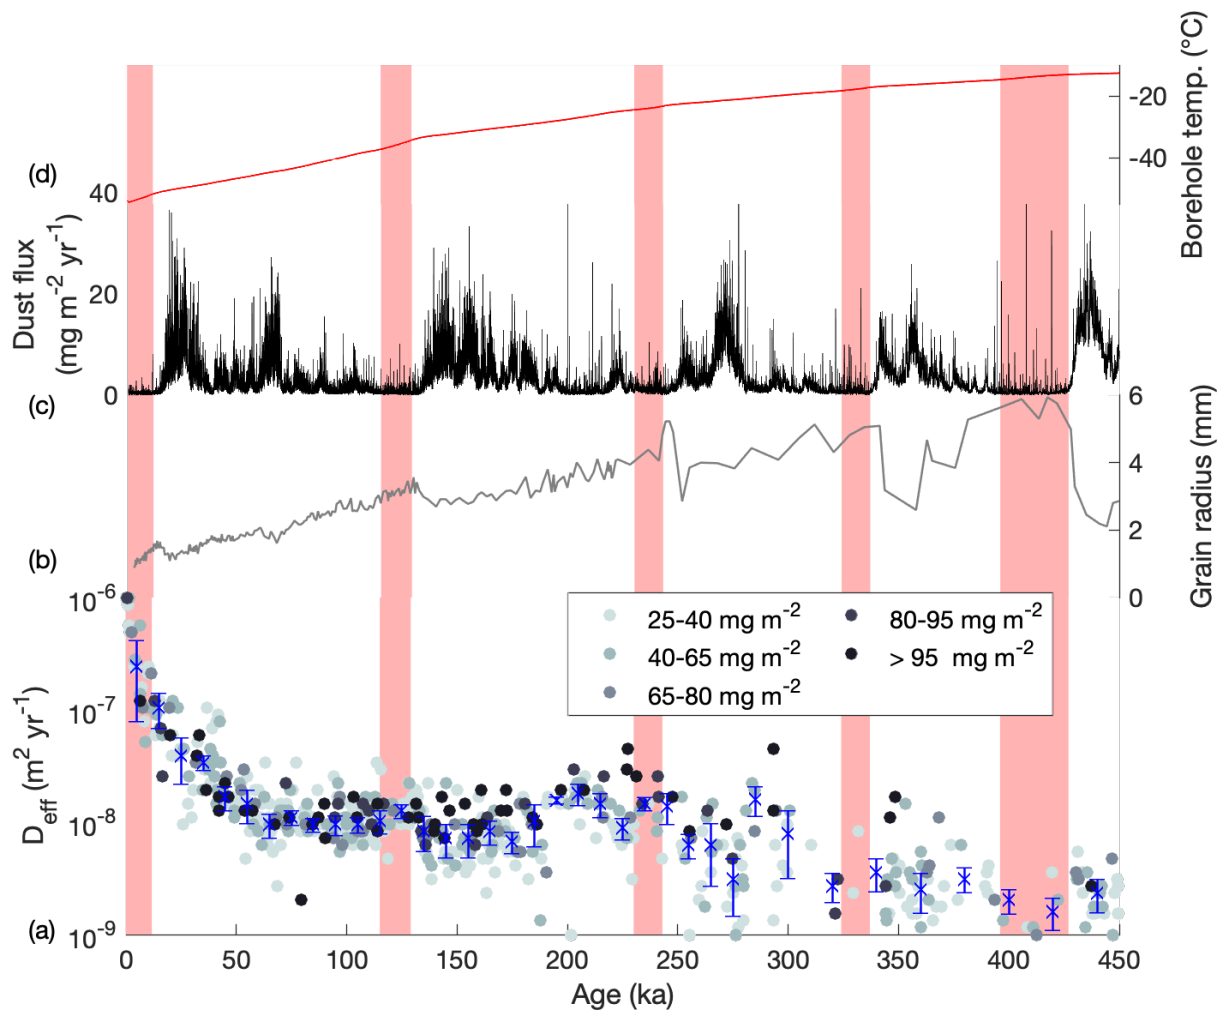 Borehole temp. (°C)
-20
-40
(d)
40
20
0
Dust flux
(mg m-2 yr-1)
(c)
6
4
2
0
Grain radius (mm)
(b)
10-6
10-7
10-8
10-9
Deff (m2 yr-1)
25-40 mg m-2
40-65 mg m-2
65-80 mg m-2
80-95 mg m-2
> 95 mg m-2
(a)
0 50 100 150 200 250 300 350 400 450
Age (ka)